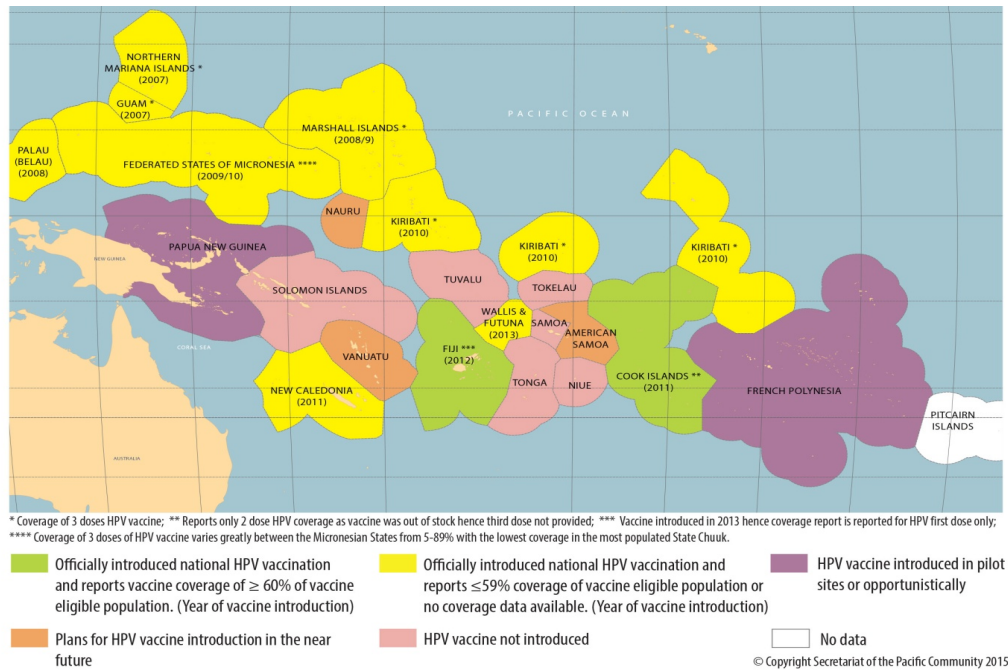 NORTHERN
MARIANA ISLANDS *
(2007)
GUAM *
(2007)
PACIFIC OCEAN
MARSHALL ISLANDS *
(2008/9)
PALAU
(BELAU)
(2008)
FEDERATED STATES OF MICRONESIA ****
(2009/10)
NAURU
KIRIBATI *
(2010)
KIRIBATI *
(2010)
KIRIBATI *
(2010)
PAPUA NEW GUINEA
NEW GUINEA
SOLOMON ISLANDS
TUVALU
TOKELAU
WALLIS &
FUTUNA
(2013)
SAMOA
AMERICAN
SAMOA
CORAL SEA
VANUATU
FIJI ***
(2012)
TONGA
NIUE
COOK ISLANDS **
(2011)
FRENCH POLYNESIA
NEW CALEDONIA
(2011)
PITCAIRN
ISLANDS
AUSTRALIA
* Coverage of 3 doses HPV vaccine; ** Reports only 2 dose HPV coverage as vaccine was out of stock hence third dose not provided; *** Vaccine introduced in 2013 hence coverage report is reported for HPV first dose only;
**** Coverage of 3 doses of HPV vaccine varies greatly between the Micronesian States from 5-89% with the lowest coverage in the most populated State Chuuk.
Officially introduced national HPV vaccination
and reports vaccine coverage of ≥ 60% of vaccine
eligible population. (Year of vaccine introduction)
Officially introduced national HPV vaccination and
reports ≤59% coverage of vaccine eligible population or
no coverage data available. (Year of vaccine introduction)
HPV vaccine introduced in pilot
sites or opportunistically
Plans for HPV vaccine introduction in the near
future
HPV vaccine not introduced
No data
© Copyright Secretariat of the Pacific Community 2015